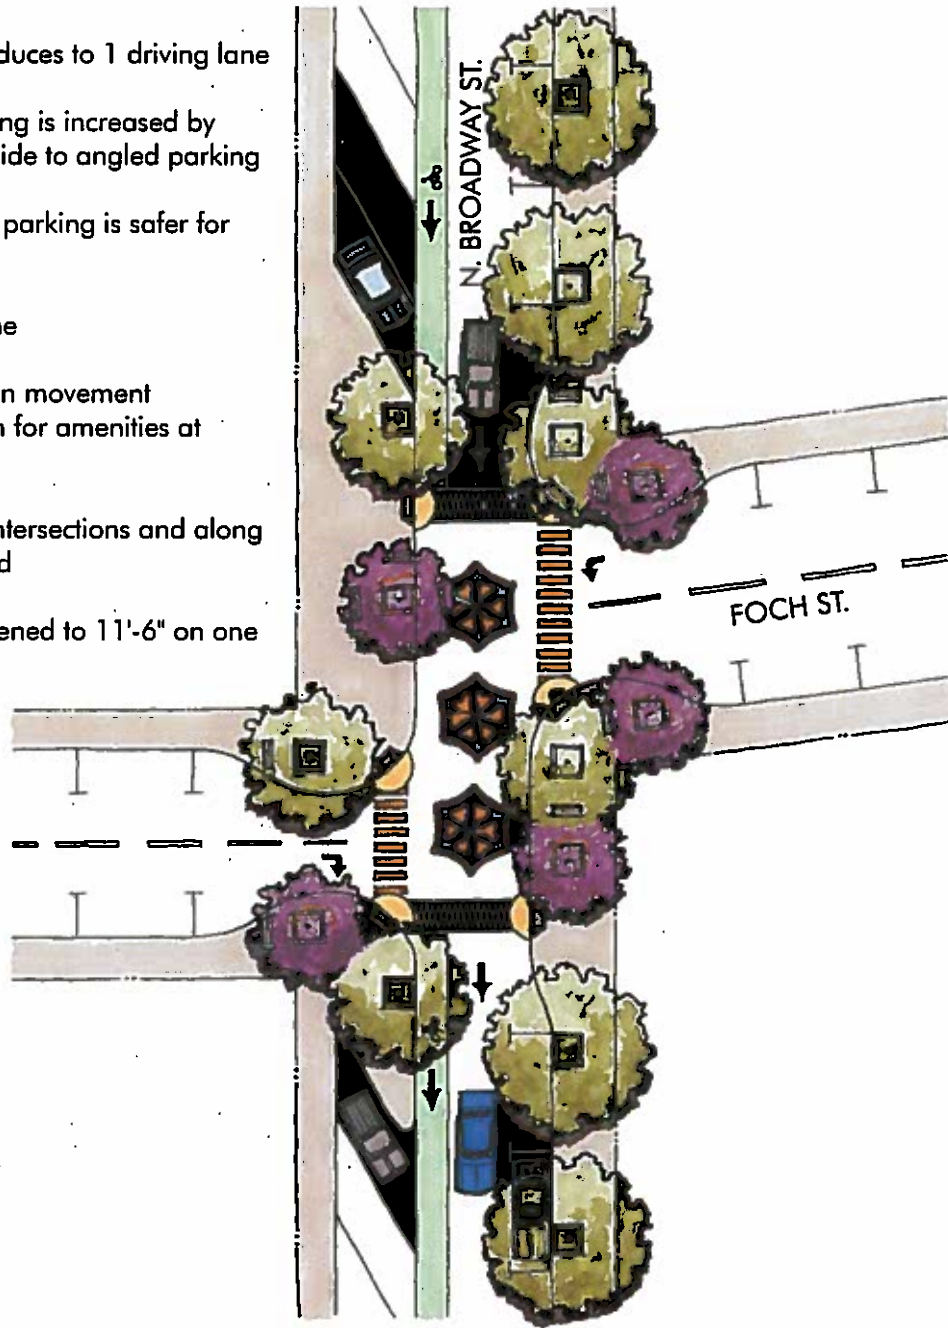 duces to 1 driving lane
ng is increased by
ide to angled parking
parking is safer for
ne
n movement
n for amenities at
ntersections and along
d
ened to 11'-6" on one
N. BROADWAY ST.
FOCH ST.